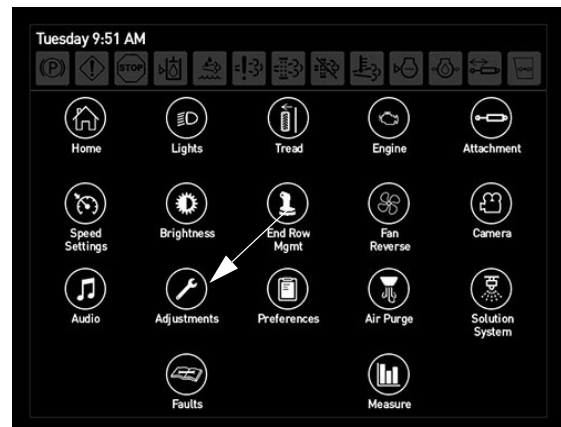 Tuesday 9:51 AM
(P) STOP
Home Lights Tread Engine Attachment
Speed Brightness End Row Fan Camera
Settings Mgmt Reverse
Audio Adjustments Preferences Air Purge Solution
System
Faults Measure